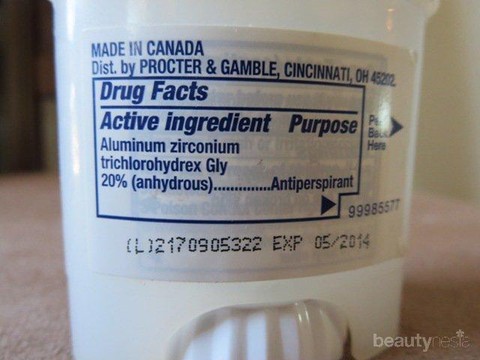 MADE IN CANADA
Dist. by PROCTER & GAMBLE, CINCINNATI, OH 45202
Drug Facts
Active ingredient Purpose
Aluminum zirconium
trichlorohydrex Gly
20% (anhydrous)..............Antiperspirant
Back
Here
99985577
(L)2170905322 EXP 05/2014
beautynesia